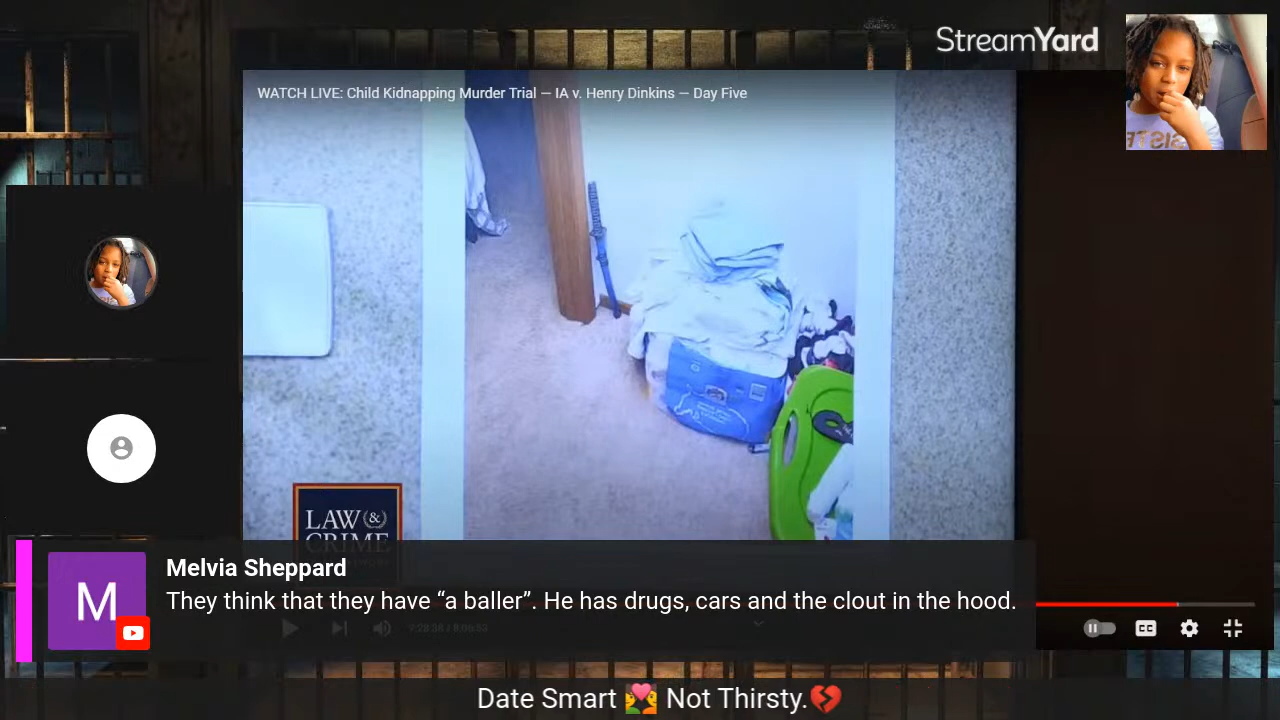 StreamYard
WATCH LIVE: Child Kidnapping Murder Trial — IA v. Henry Dinkins — Day Five
LAW &
CRIME
M
Melvia Sheppard
They think that they have “a baller”. He has drugs, cars and the clout in the hood.
CC
Date Smart 💑 Not Thirsty.💔